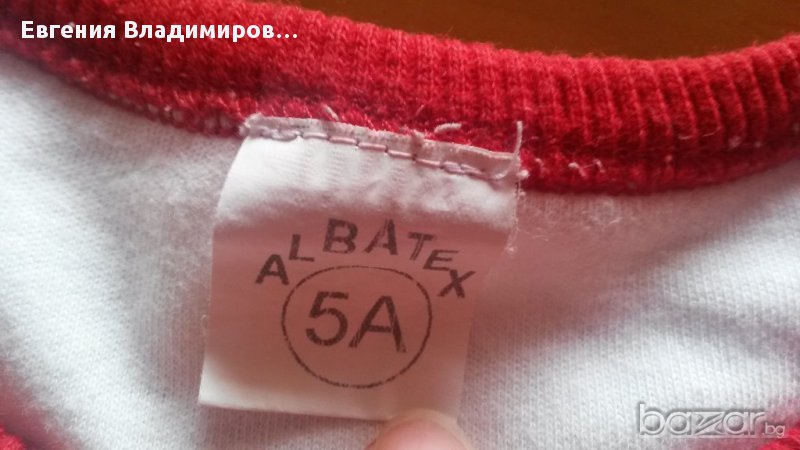 Евгения Владимиров...
ALBATEX
5A
bazar.bg